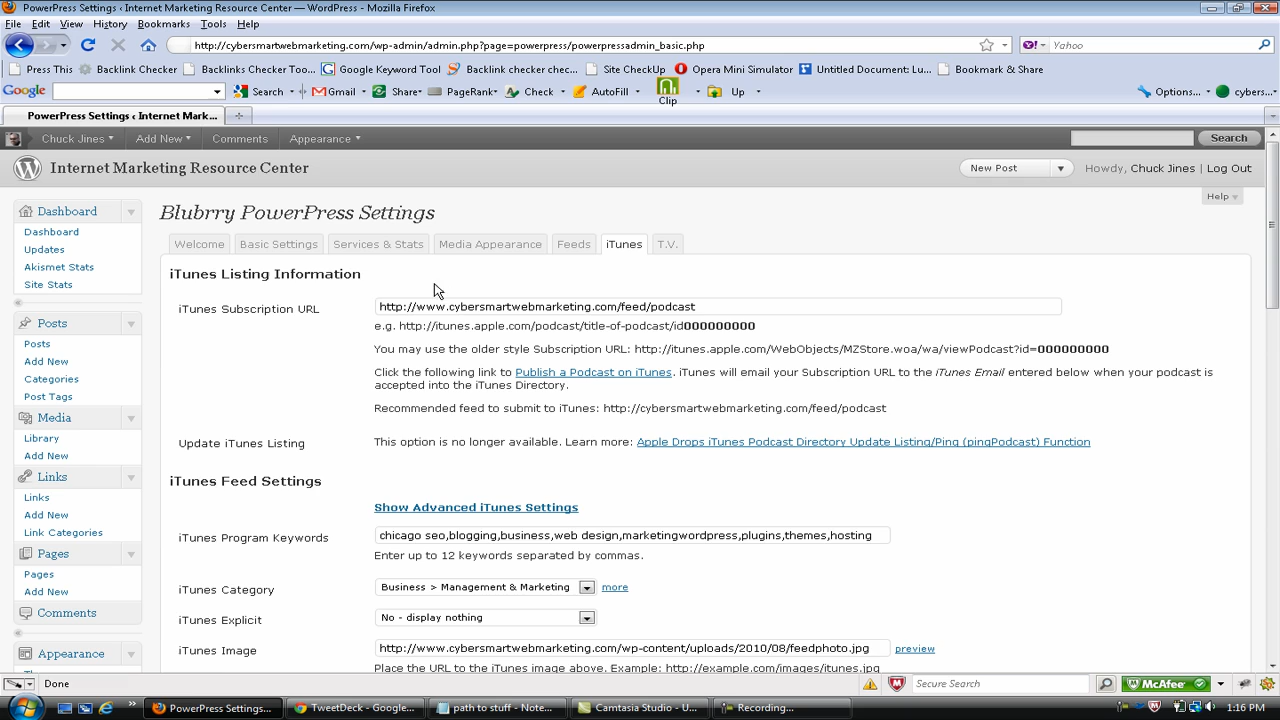 PowerPress Settings ‹ Internet Marketing Resource Center — WordPress - Mozilla Firefox
File Edit View History Bookmarks Tools Help
http://cybersmartwebmarketing.com/wp-admin/admin.php?page=powerpress/powerpressadmin_basic.php
Yahoo
Press This Backlink Checker Backlinks Checker Too... Google Keyword Tool Backlink checker chec... Site CheckUp Opera Mini Simulator Untitled Document: Lu... Bookmark & Share
Google Search Gmail Share PageRank Check AutoFill Clip Up Options... cybers...
PowerPress Settings ‹ Internet Mark...
Chuck Jines Add New Comments Appearance Search
Internet Marketing Resource Center New Post Howdy, Chuck Jines | Log Out
Help
Blubrry PowerPress Settings
Welcome Basic Settings Services & Stats Media Appearance Feeds iTunes T.V.
Dashboard
Dashboard
Updates
Akismet Stats
Site Stats
Posts
Posts
Add New
Categories
Post Tags
Media
Library
Add New
Links
Links
Add New
Link Categories
Pages
Pages
Add New
Comments
Appearance
iTunes Listing Information
iTunes Subscription URL http://www.cybersmartwebmarketing.com/feed/podcast
e.g. http://itunes.apple.com/podcast/title-of-podcast/id000000000
You may use the older style Subscription URL: http://itunes.apple.com/WebObjects/MZStore.woa/wa/viewPodcast?id=000000000
Click the following link to Publish a Podcast on iTunes. iTunes will email your Subscription URL to the iTunes Email entered below when your podcast is
accepted into the iTunes Directory.
Recommended feed to submit to iTunes: http://cybersmartwebmarketing.com/feed/podcast
Update iTunes Listing This option is no longer available. Learn more: Apple Drops iTunes Podcast Directory Update Listing/Ping (pingPodcast) Function
iTunes Feed Settings
Show Advanced iTunes Settings
iTunes Program Keywords chicago seo,blogging,business,web design,marketingwordpress,plugins,themes,hosting
Enter up to 12 keywords separated by commas.
iTunes Category Business > Management & Marketing more
iTunes Explicit No - display nothing
iTunes Image http://www.cybersmartwebmarketing.com/wp-content/uploads/2010/08/feedphoto.jpg preview
Place the URL to the iTunes image above. Example: http://example.com/images/itunes.jpg
Done Secure Search McAfee
PowerPress Settings... TweetDeck - Google... path to stuff - Note... Camtasia Studio - U... Recording... 1:16 PM